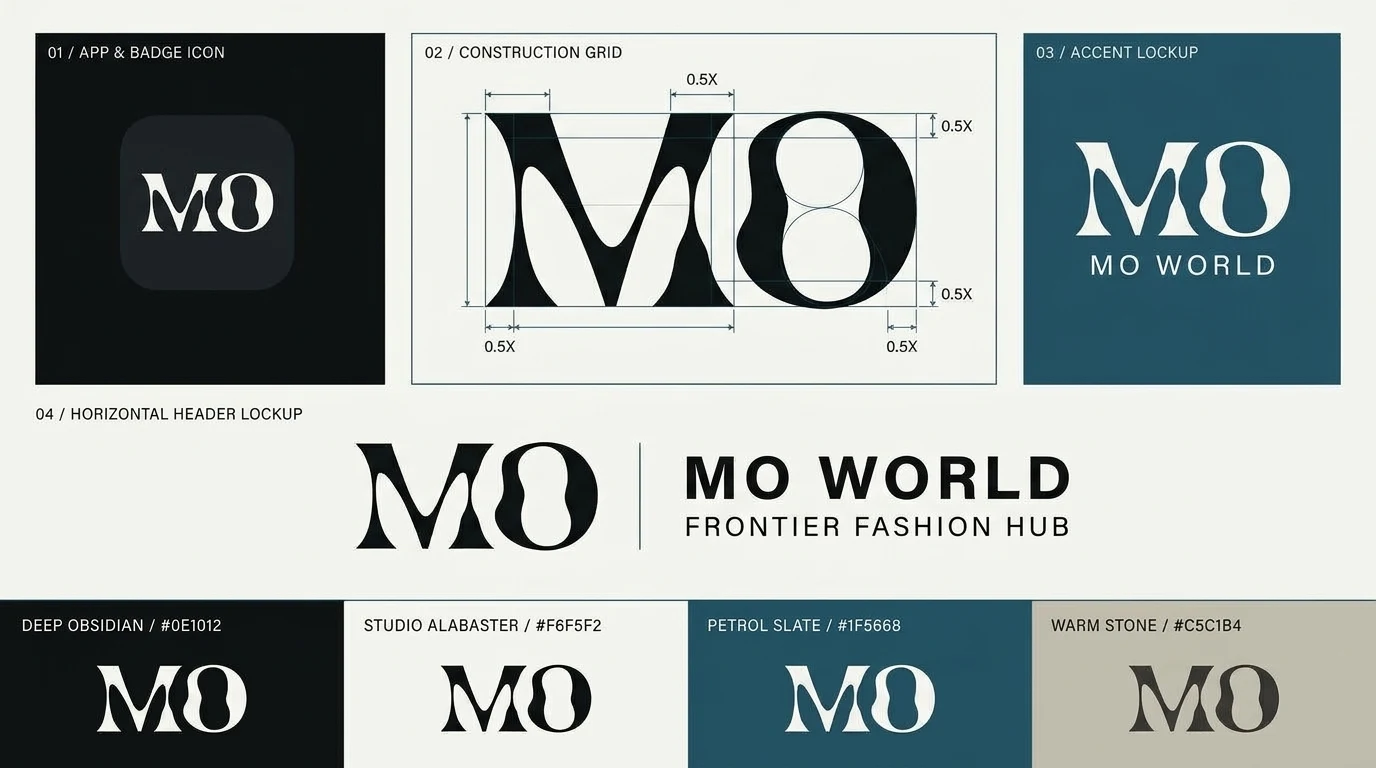 01 / APP & BADGE ICON
MO
02 / CONSTRUCTION GRID
0.5X
0.5X
MO
0.5X
0.5X
0.5X
03 / ACCENT LOCKUP
MO
MO WORLD
04 / HORIZONTAL HEADER LOCKUP
MO
MO WORLD
FRONTIER FASHION HUB
DEEP OBSIDIAN / #0E1012
MO
STUDIO ALABASTER / #F6F5F2
MO
PETROL SLATE / #1F5668
MO
WARM STONE / #C5C1B4
MO